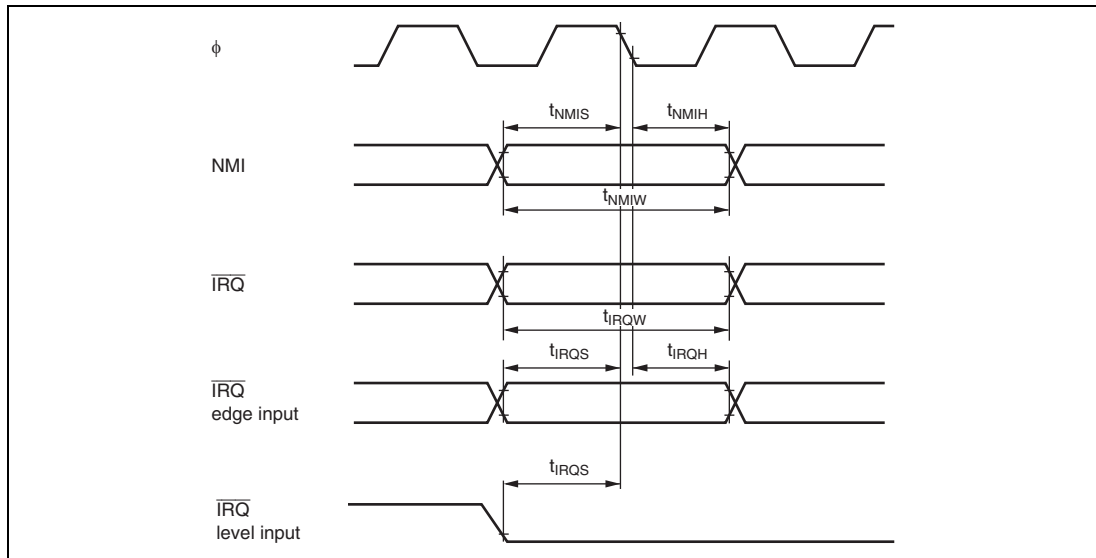 ϕ
tNMIS tNMIH
NMI
tNMIW
IRQ
tIRQW
tIRQS tIRQH
IRQ
edge input
tIRQS
IRQ
level input